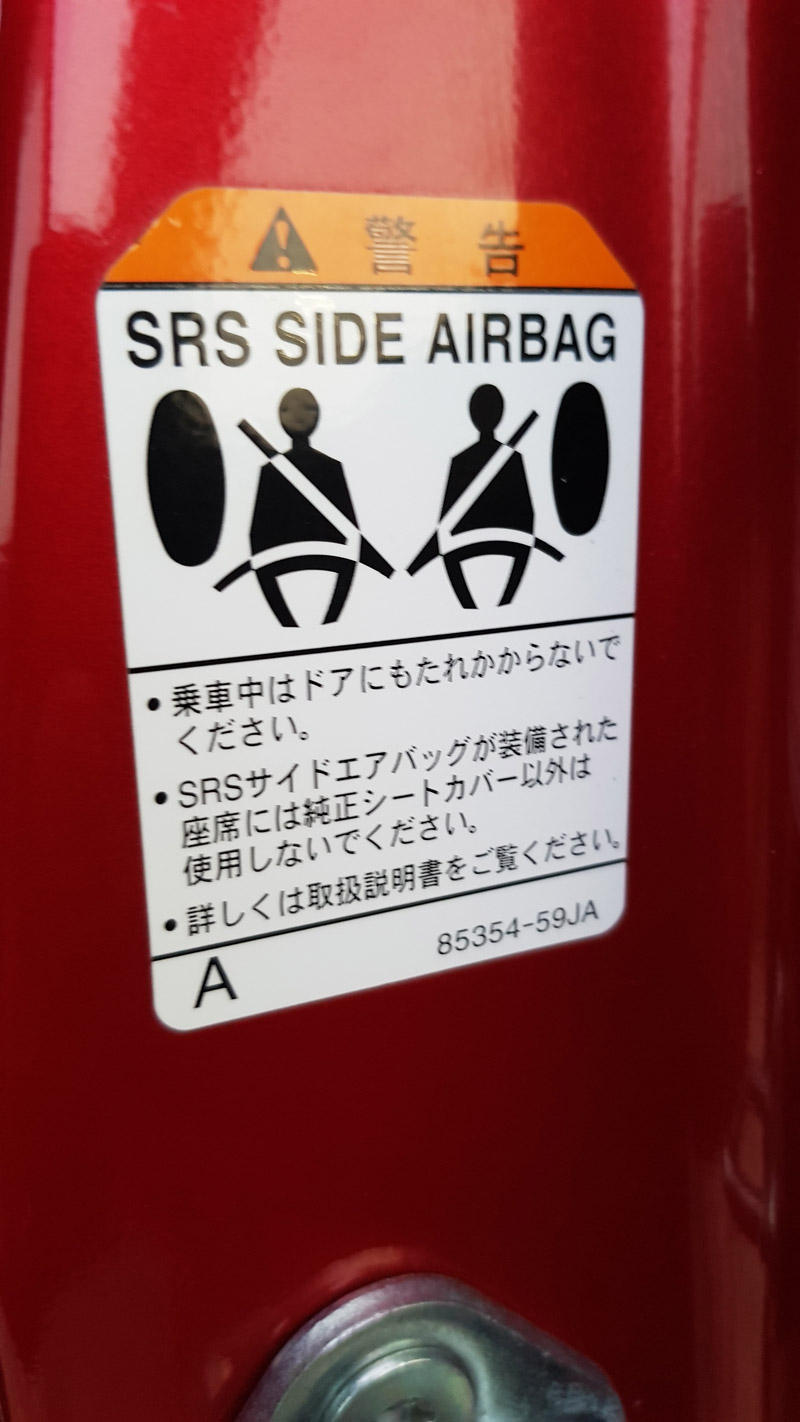 警告
SRS SIDE AIRBAG
• 乗車中はドアにもたれかからないで
ください。
• SRSサイドエアバッグが装備された
座席には純正シートカバー以外は
使用しないでください。
• 詳しくは取扱説明書をご覧ください。
A 85354-59JA